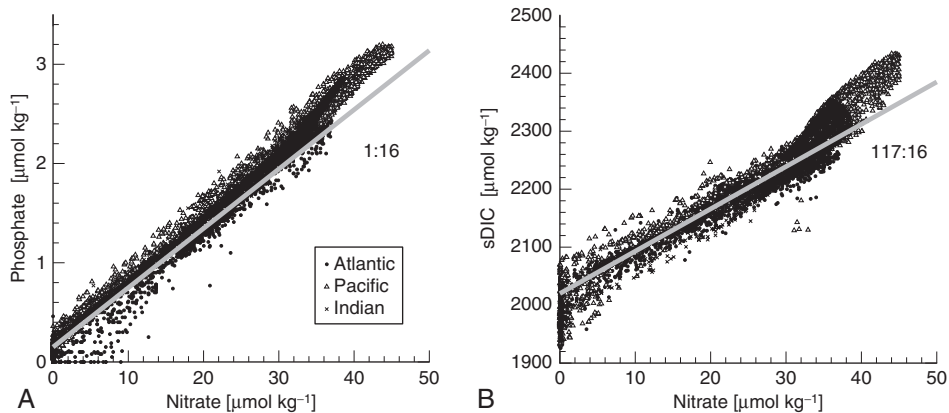 3
2
1
0
Phosphate [μmol kg⁻¹]
1:16
• Atlantic
△ Pacific
× Indian
0 10 20 30 40 50
A
Nitrate [μmol kg⁻¹]
2500
2400
2300
2200
2100
2000
1900
sDIC [μmol kg⁻¹]
117:16
0 10 20 30 40 50
B
Nitrate [μmol kg⁻¹]